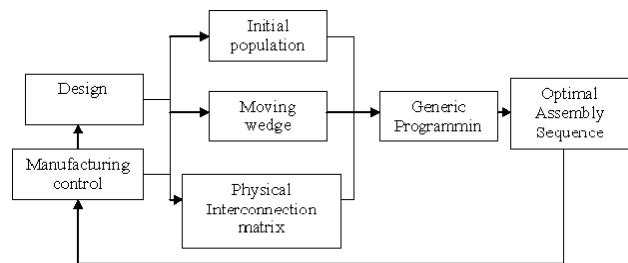 Initial
population
Design
Moving
wedge
Generic
Programmin
Optimal
Assembly
Sequence
Manufacturing
control
Physical
Interconnection
matrix